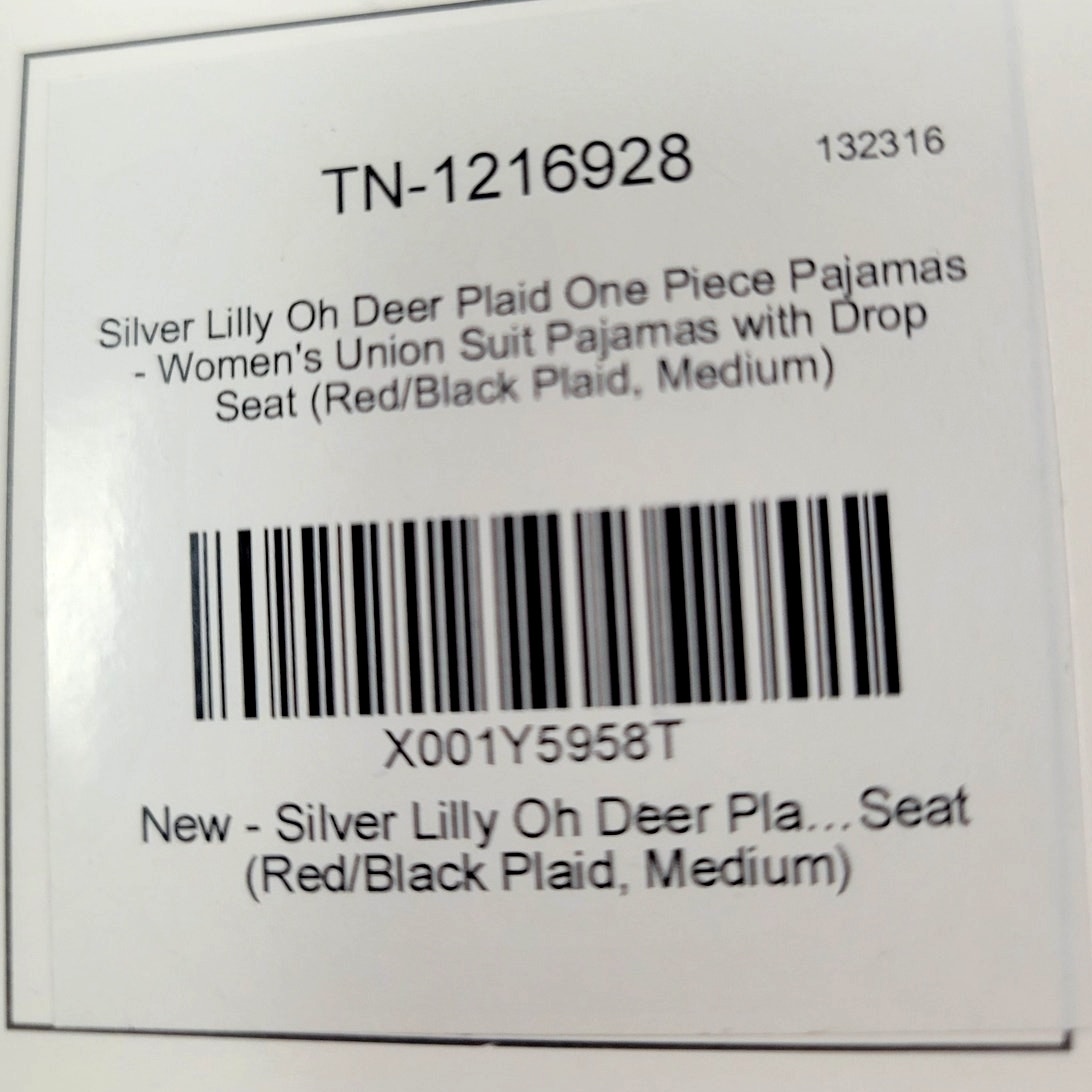 TN-1216928
132316
Silver Lilly Oh Deer Plaid One Piece Pajamas
- Women's Union Suit Pajamas with Drop
Seat (Red/Black Plaid, Medium)
X001Y5958T
New - Silver Lilly Oh Deer Pla...Seat
(Red/Black Plaid, Medium)